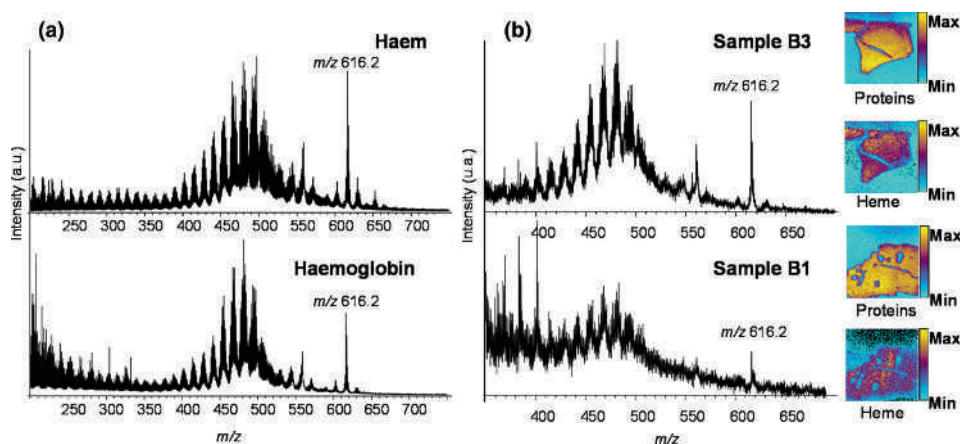 (a)
Haem
m/z 616.2
Intensity (a.u.)
250 300 350 400 450 500 550 600 650 700
Haemoglobin
m/z 616.2
250 300 350 400 450 500 550 600 650 700
m/z
(b)
Sample B3
m/z 616.2
Intensity (u.a.)
400 450 500 550 600 650
Sample B1
m/z 616.2
400 450 500 550 600 650
m/z
Max
Min
Proteins
Max
Min
Heme
Max
Min
Proteins
Max
Min
Heme